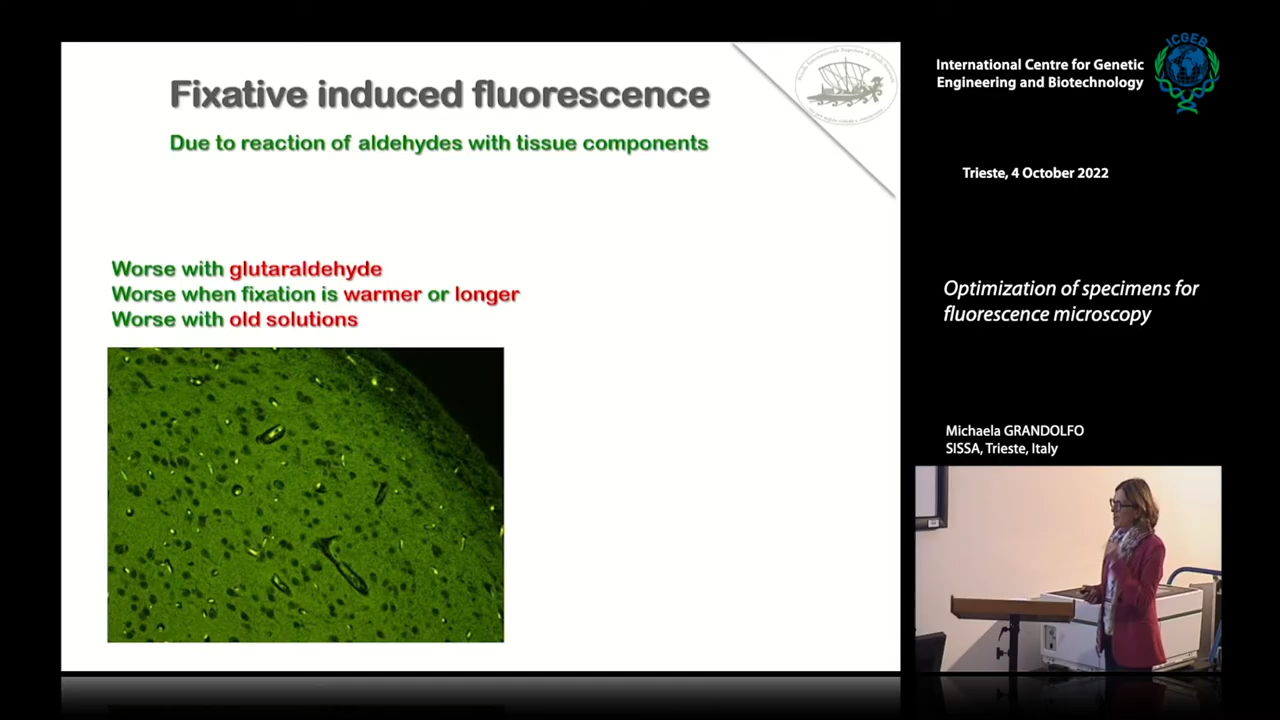 Fixative induced fluorescence
Due to reaction of aldehydes with tissue components
Worse with glutaraldehyde
Worse when fixation is warmer or longer
Worse with old solutions
International Centre for Genetic
Engineering and Biotechnology
ICGEB
Trieste, 4 October 2022
Optimization of specimens for
fluorescence microscopy
Michaela GRANDOLFO
SISSA, Trieste, Italy